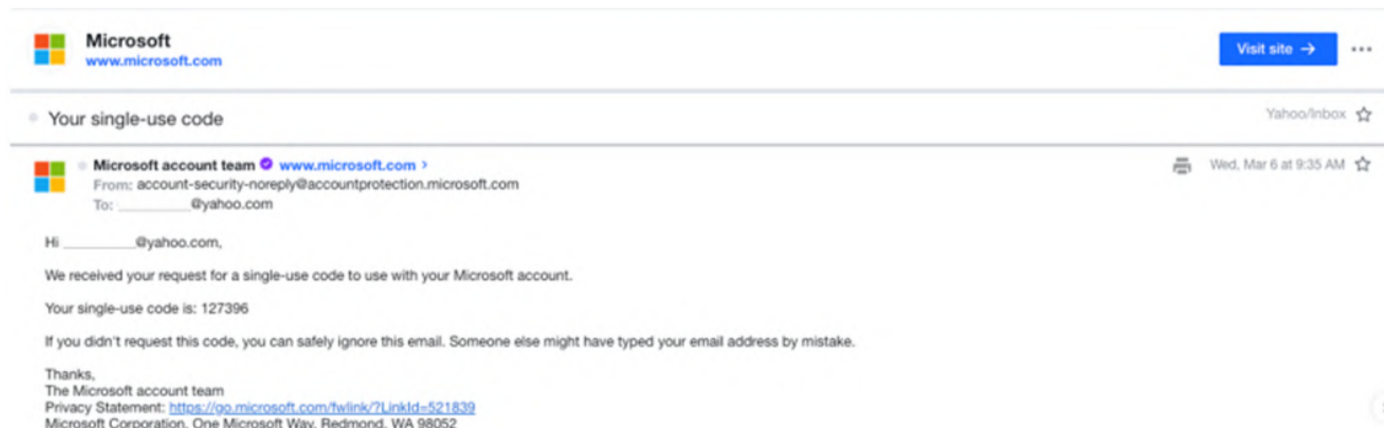 Microsoft
www.microsoft.com
Visit site →
Your single-use code
Yahoo/Inbox
Microsoft account team www.microsoft.com >
Wed, Mar 6 at 9:35 AM
From: account-security-noreply@accountprotection.microsoft.com
To: __________@yahoo.com
Hi __________@yahoo.com,
We received your request for a single-use code to use with your Microsoft account.
Your single-use code is: 127396
If you didn't request this code, you can safely ignore this email. Someone else might have typed your email address by mistake.
Thanks,
The Microsoft account team
Privacy Statement: https://go.microsoft.com/fwlink/?LinkId=521839
Microsoft Corporation, One Microsoft Way, Redmond, WA 98052